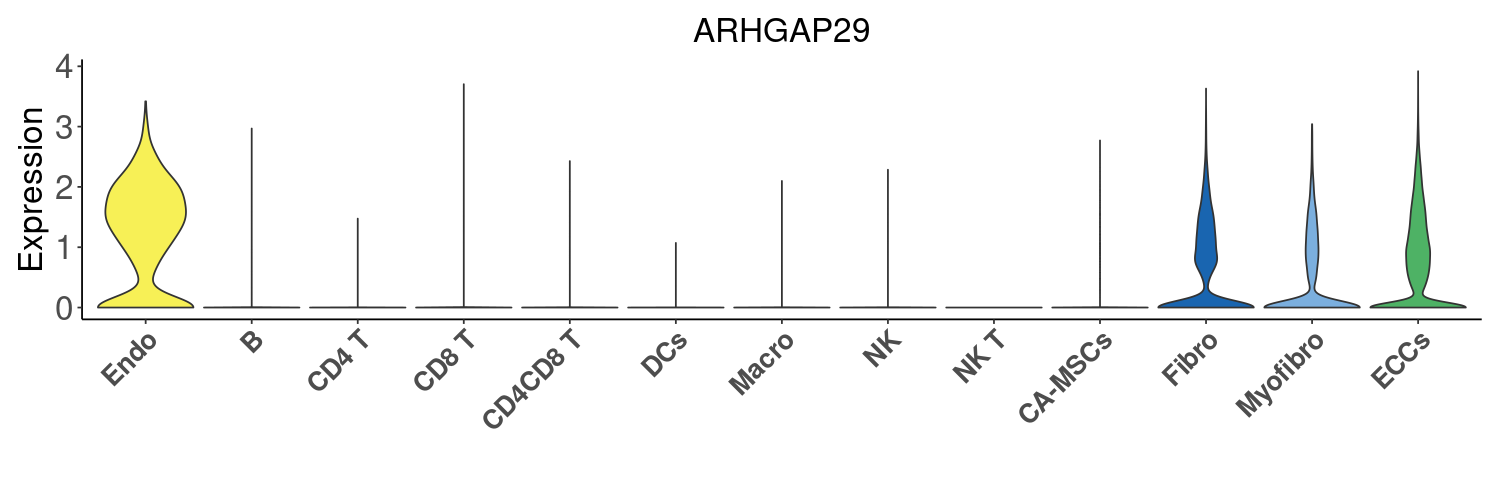 ARHGAP29
Expression
4
3
2
1
0
Endo
B
CD4 T
CD8 T
CD4CD8 T
DCs
Macro
NK
NK T
CA-MSCs
Fibro
Myofibro
ECCs